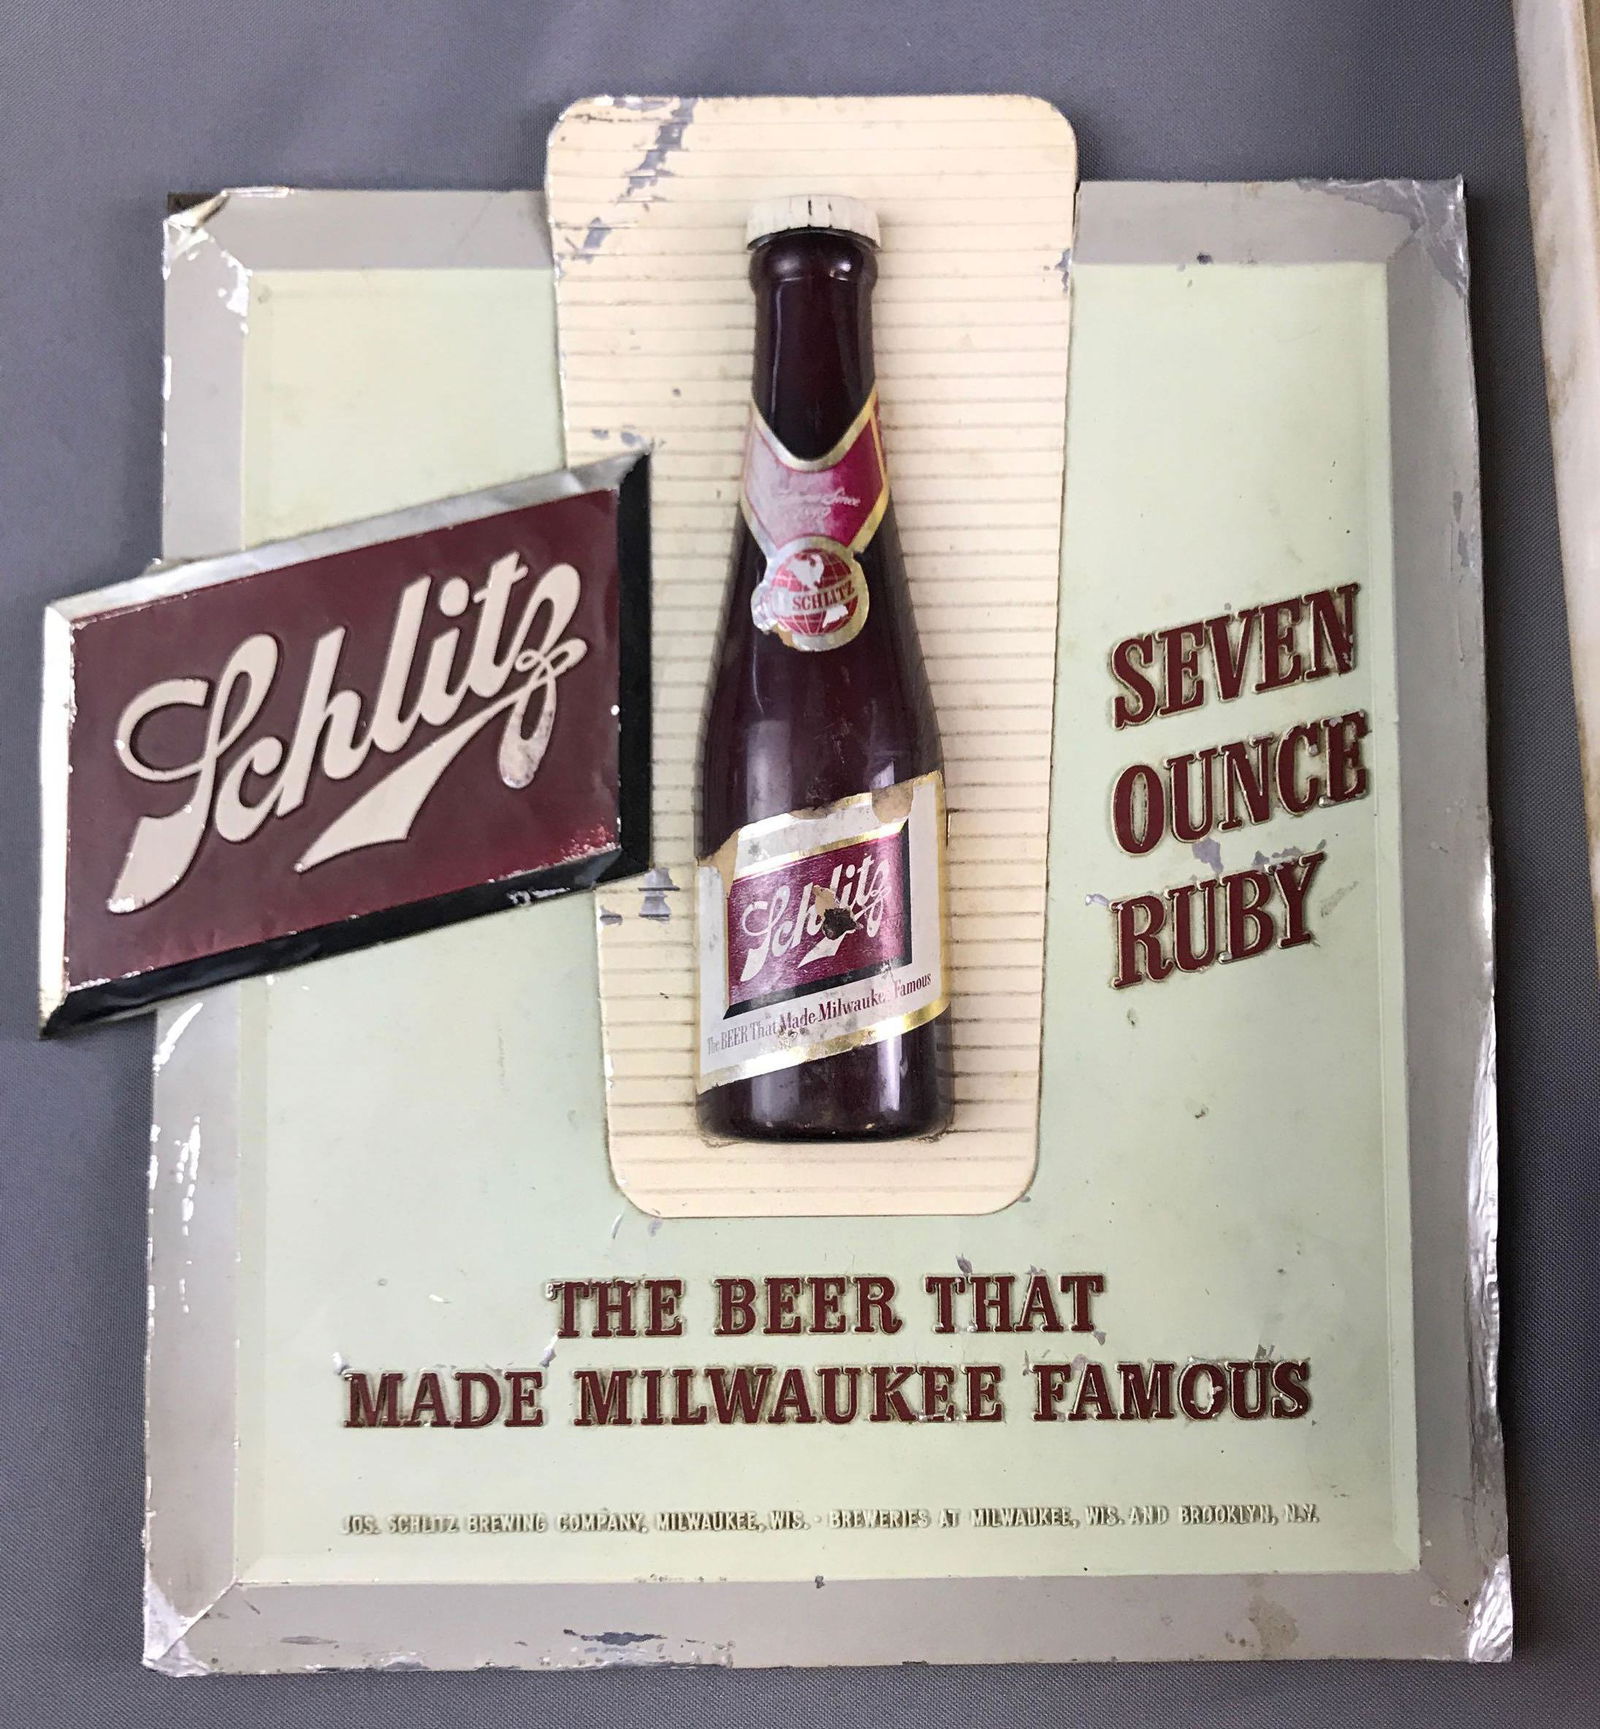 Since
SCHLITZ
Schlitz
SEVEN
OUNCE
RUBY
Schlitz
The BEER That Made Milwaukee Famous
THE BEER THAT
MADE MILWAUKEE FAMOUS
JOS. SCHLITZ BREWING COMPANY, MILWAUKEE, WIS. · BREWERIES AT MILWAUKEE, WIS. AND BROOKLYN, N.Y.